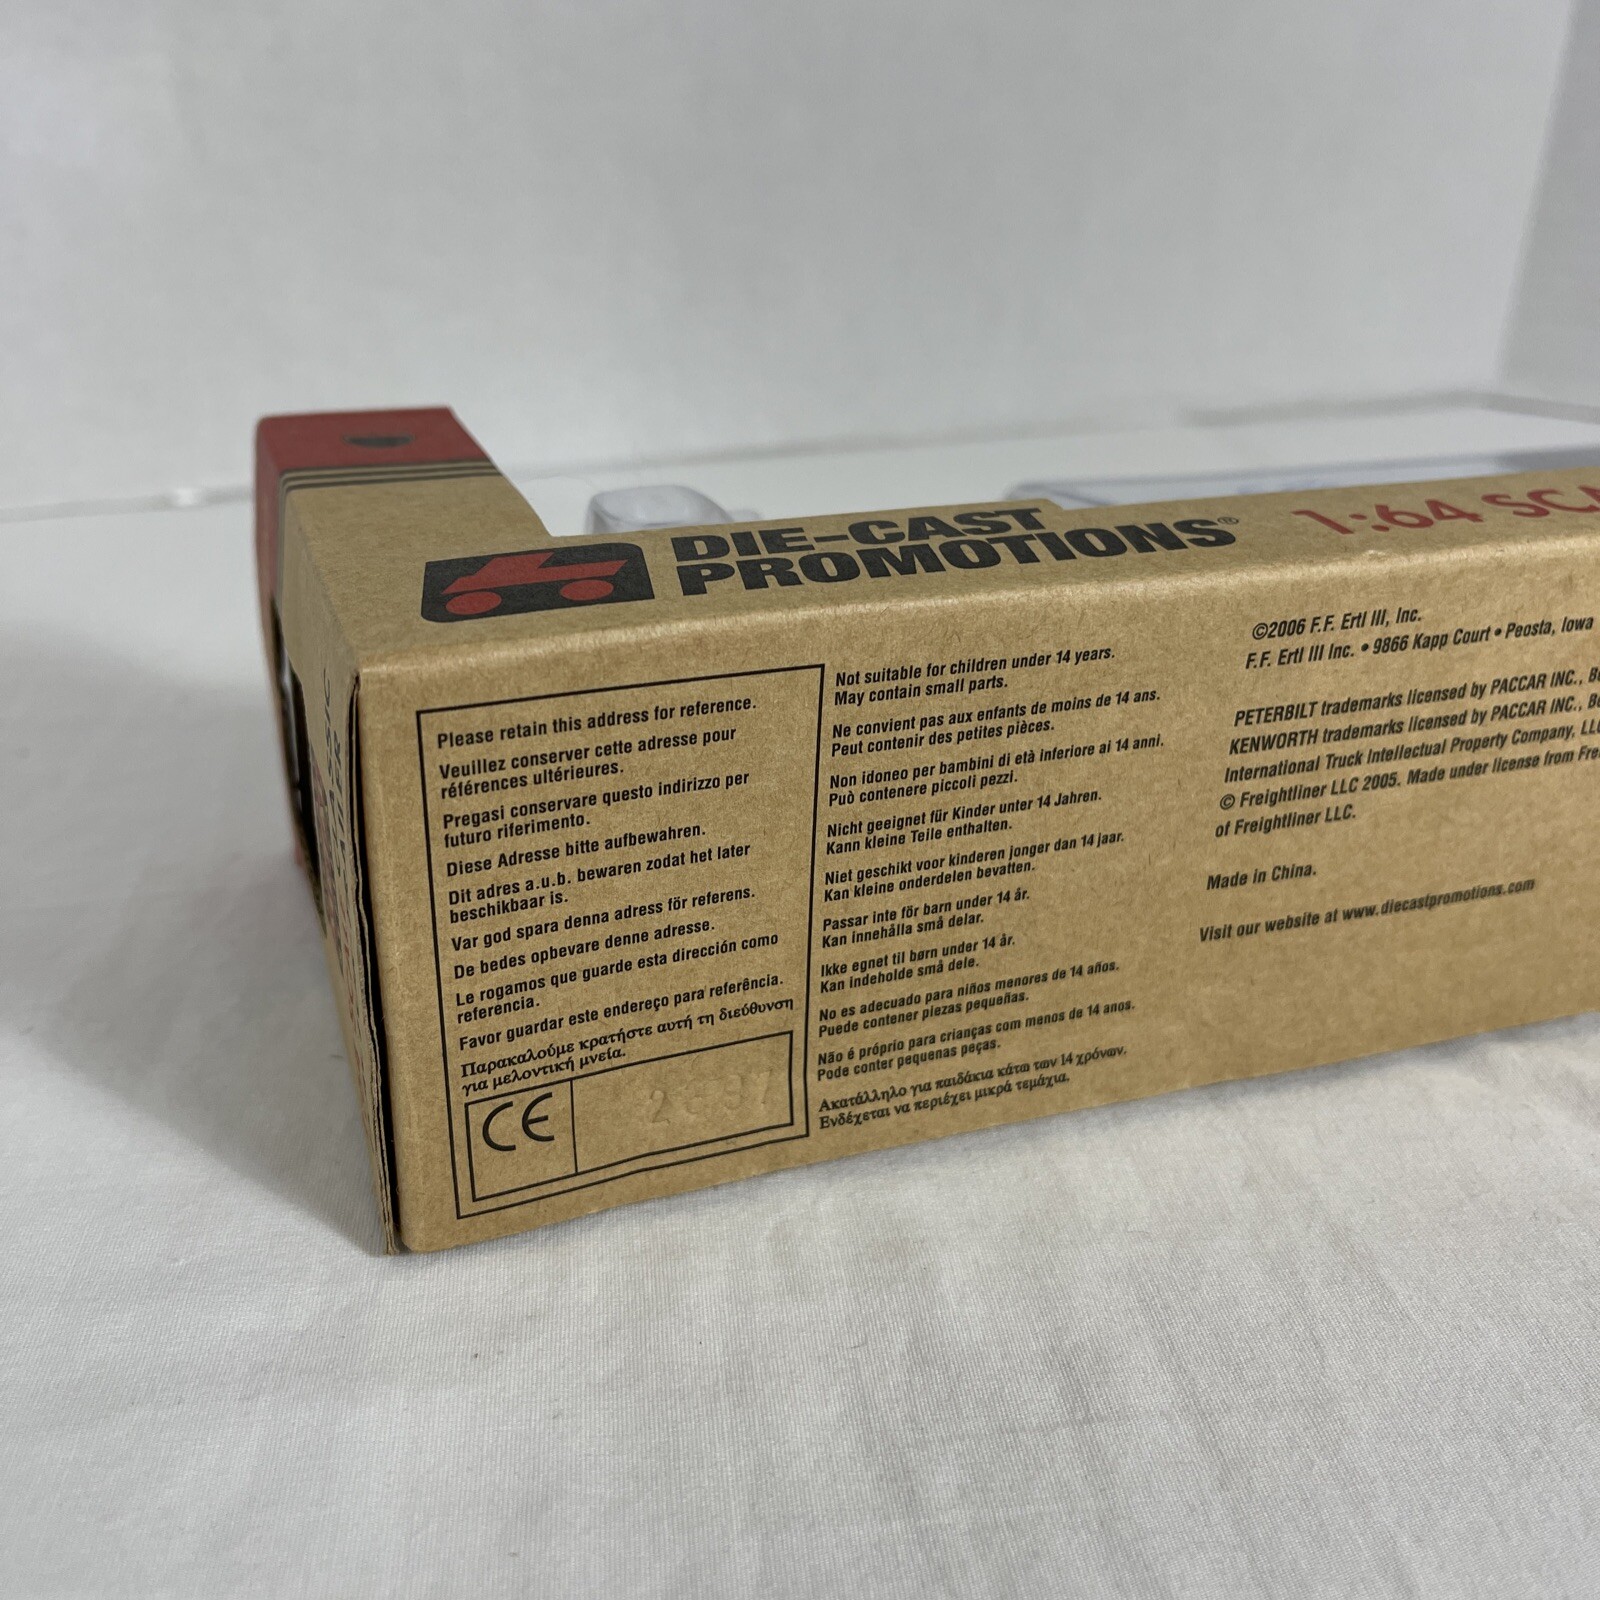 DIE-CAST
PROMOTIONS®
1:64
Please retain this address for reference.
Veuillez conserver cette adresse pour
références ultérieures.
Pregasi conservare questo indirizzo per
futuro riferimento.
Diese Adresse bitte aufbewahren.
Dit adres a.u.b. bewaren zodat het later
beschikbaar is.
Var god spara denna adress för referens.
De bedes opbevare denne adresse.
Le rogamos que guarde esta dirección como
referencia.
Favor guardar este endereço para referência.
Παρακαλούμε κρατήστε αυτή τη διεύθυνση
για μελοντική μνεία.
CE
Not suitable for children under 14 years.
May contain small parts.
Ne convient pas aux enfants de moins de 14 ans.
Peut contenir des petites pièces.
Non idoneo per bambini di età inferiore ai 14 anni.
Può contenere piccoli pezzi.
Nicht geeignet für Kinder unter 14 Jahren.
Kann kleine Teile enthalten.
Niet geschikt voor kinderen jonger dan 14 jaar.
Kan kleine onderdelen bevatten.
Passar inte för barn under 14 år.
Kan innehålla små delar.
Ikke egnet til børn under 14 år.
Kan indeholde små dele.
No es adecuado para niños menores de 14 años.
Puede contener piezas pequeñas.
Não é próprio para crianças com menos de 14 anos.
Pode conter pequenas peças.
Ακατάλληλο για παιδάκια κάτω των 14 χρόνων.
Ενδέχεται να περιέχει μικρά τεμάχια.
©2006 F.F. Ertl III, Inc.
F.F. Ertl III Inc. • 9866 Kapp Court • Peosta, Iowa
PETERBILT trademarks licensed by PACCAR INC.,
KENWORTH trademarks licensed by PACCAR INC.,
International Truck Intellectual Property Company,
© Freightliner LLC 2005. Made under license from
of Freightliner LLC.
Made in China.
Visit our website at www.diecastpromotions.com